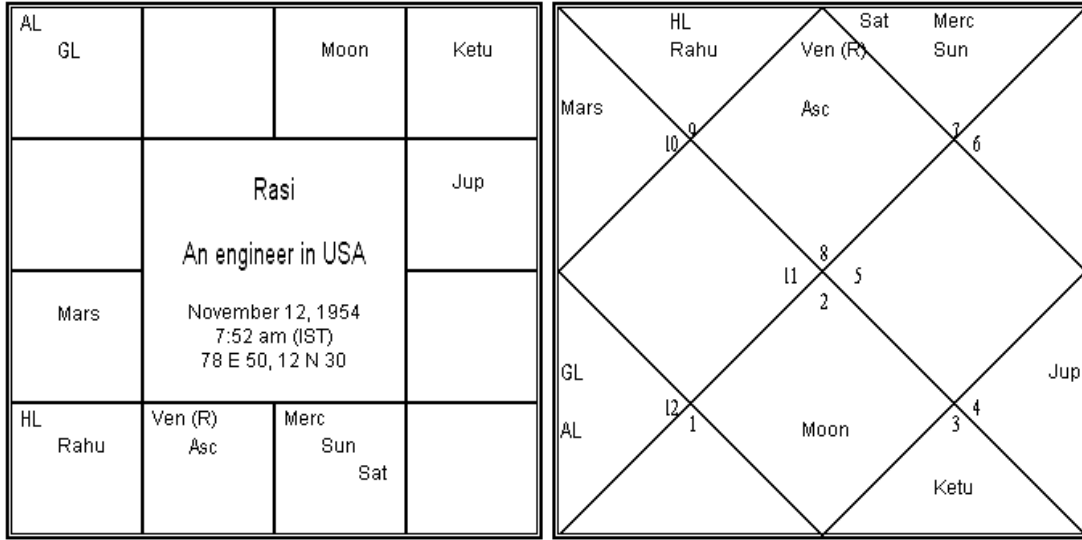 AL
GL
Moon
Ketu
Rasi
Jup
An engineer in USA
Mars
November 12, 1954
7:52 am (IST)
78 E 50, 12 N 30
HL
Rahu
Ven (R)
Asc
Merc
Sun
Sat
HL
Rahu
Sat
Ven (R)
Merc
Sun
Mars
Asc
9
10
7
6
8
11
5
2
GL
AL
Jup
12
1
4
3
Moon
Ketu